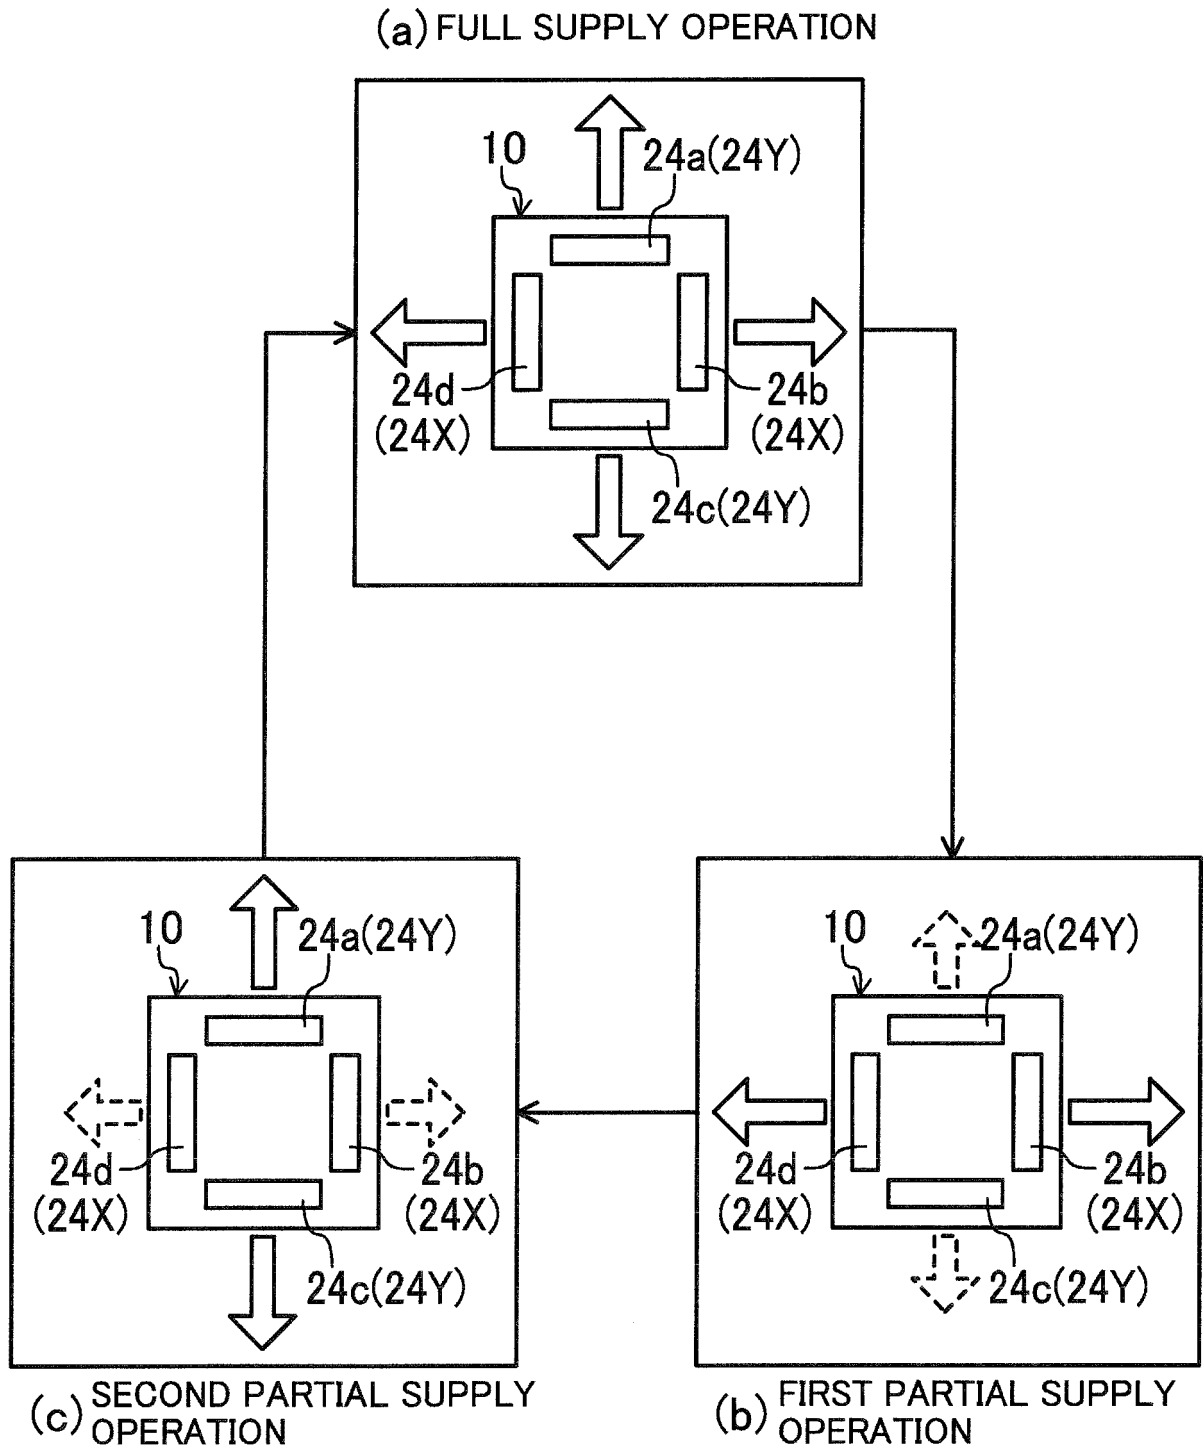 (a) FULL SUPPLY OPERATION
10
24a(24Y)
24d
(24X)
24b
(24X)
24c(24Y)
10
24a(24Y)
24d
(24X)
24b
(24X)
24c(24Y)
(c) SECOND PARTIAL SUPPLY
OPERATION
10
24a(24Y)
24d
(24X)
24b
(24X)
24c(24Y)
(b) FIRST PARTIAL SUPPLY
OPERATION